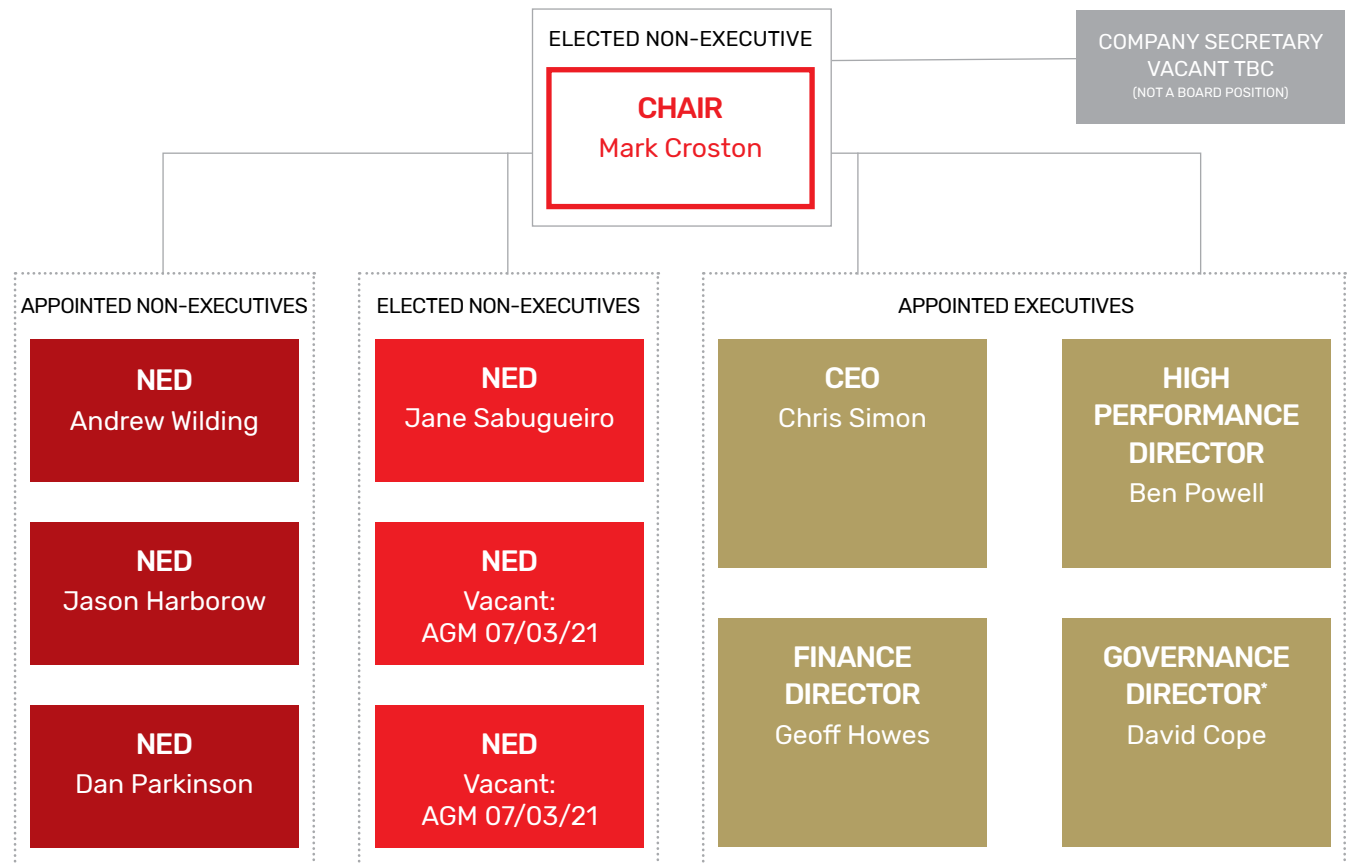 ELECTED NON-EXECUTIVE
CHAIR
Mark Croston
COMPANY SECRETARY
VACANT TBC
(NOT A BOARD POSITION)
APPOINTED NON-EXECUTIVES
NED
Andrew Wilding
NED
Jason Harborow
NED
Dan Parkinson
ELECTED NON-EXECUTIVES
NED
Jane Sabugueiro
NED
Vacant:
AGM 07/03/21
NED
Vacant:
AGM 07/03/21
APPOINTED EXECUTIVES
CEO
Chris Simon
HIGH
PERFORMANCE
DIRECTOR
Ben Powell
FINANCE
DIRECTOR
Geoff Howes
GOVERNANCE
DIRECTOR*
David Cope